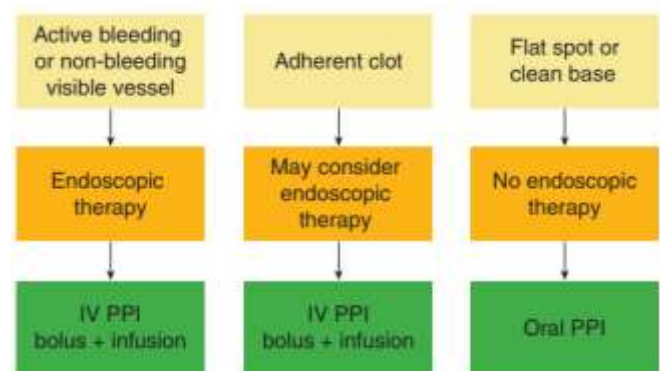 Active bleeding
or non-bleeding
visible vessel
Adherent clot
Flat spot or
clean base
Endoscopic
therapy
May consider
endoscopic
therapy
No endoscopic
therapy
IV PPI
bolus + infusion
IV PPI
bolus + infusion
Oral PPI